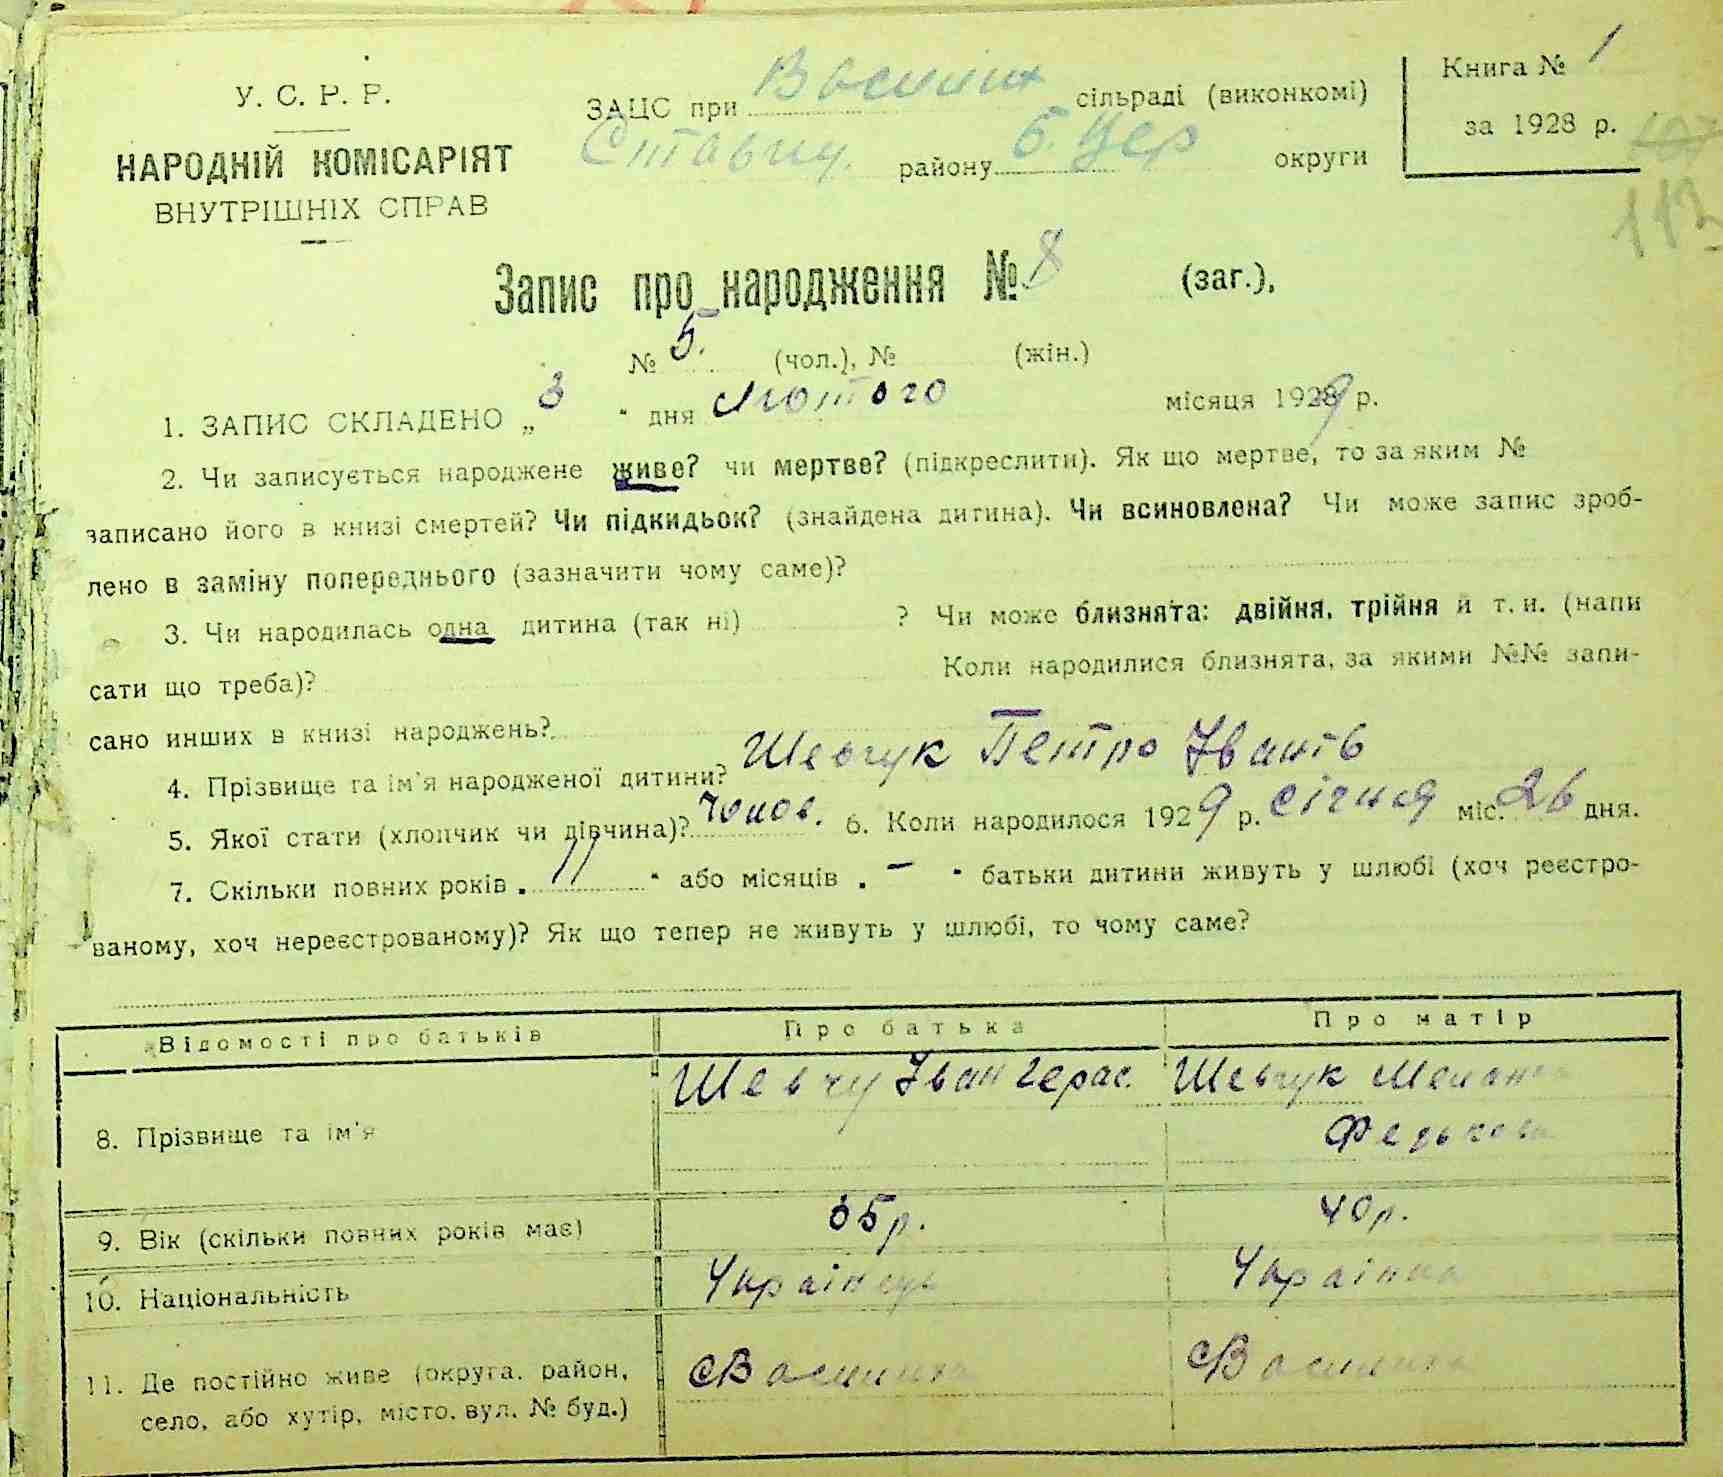 У. С. Р. Р.
НАРОДНІЙ КОМІСАРІЯТ
ВНУТРІШНІХ СПРАВ
ЗАЦС при сільраді (виконкомі)
Ставищ. району Б. Цер округи
Книга № 1
за 1928 р.
113
Запис про народження № 8 (заг.),
№ 5. (чол.), № (жін.)
1. ЗАПИС СКЛАДЕНО „ 3 " дня Лютого місяця 1929 р.
2. Чи записується народжене живе? чи мертве? (підкреслити). Як що мертве, то за яким №
записано його в книзі смертей? Чи підкидьок? (знайдена дитина). Чи всиновлена? Чи може запис зроб-
лено в заміну попереднього (зазначити чому саме)?
3. Чи народилась одна дитина (так ні) ? Чи може близнята: двійня, трійня й т. и. (напи
сати що треба)? Коли народилися близнята, за якими №№ запи-
сано инших в книзі народжень?
4. Прізвище та ім'я народженої дитини? Шевчук Петро Іванів
5. Якої стати (хлопчик чи дівчина)? Чолов. 6. Коли народилося 1929 р. Січня міс. 26 дня.
7. Скільки повних років „ 11 " або місяців „ — " батьки дитини живуть у шлюбі (хоч реєстро-
ваному, хоч нереєстрованому)? Як що тепер не живуть у шлюбі, то чому саме?
Відомості про батьків Про батька Про матір
8. Прізвище та ім'я Шевчу Іван Герас. Шевчук
9. Вік (скільки повних років має) 35 р. 40 р.
10. Національність Українець Українка
11. Де постійно живе (округа, район,
село, або хутір, місто, вул. № буд.)